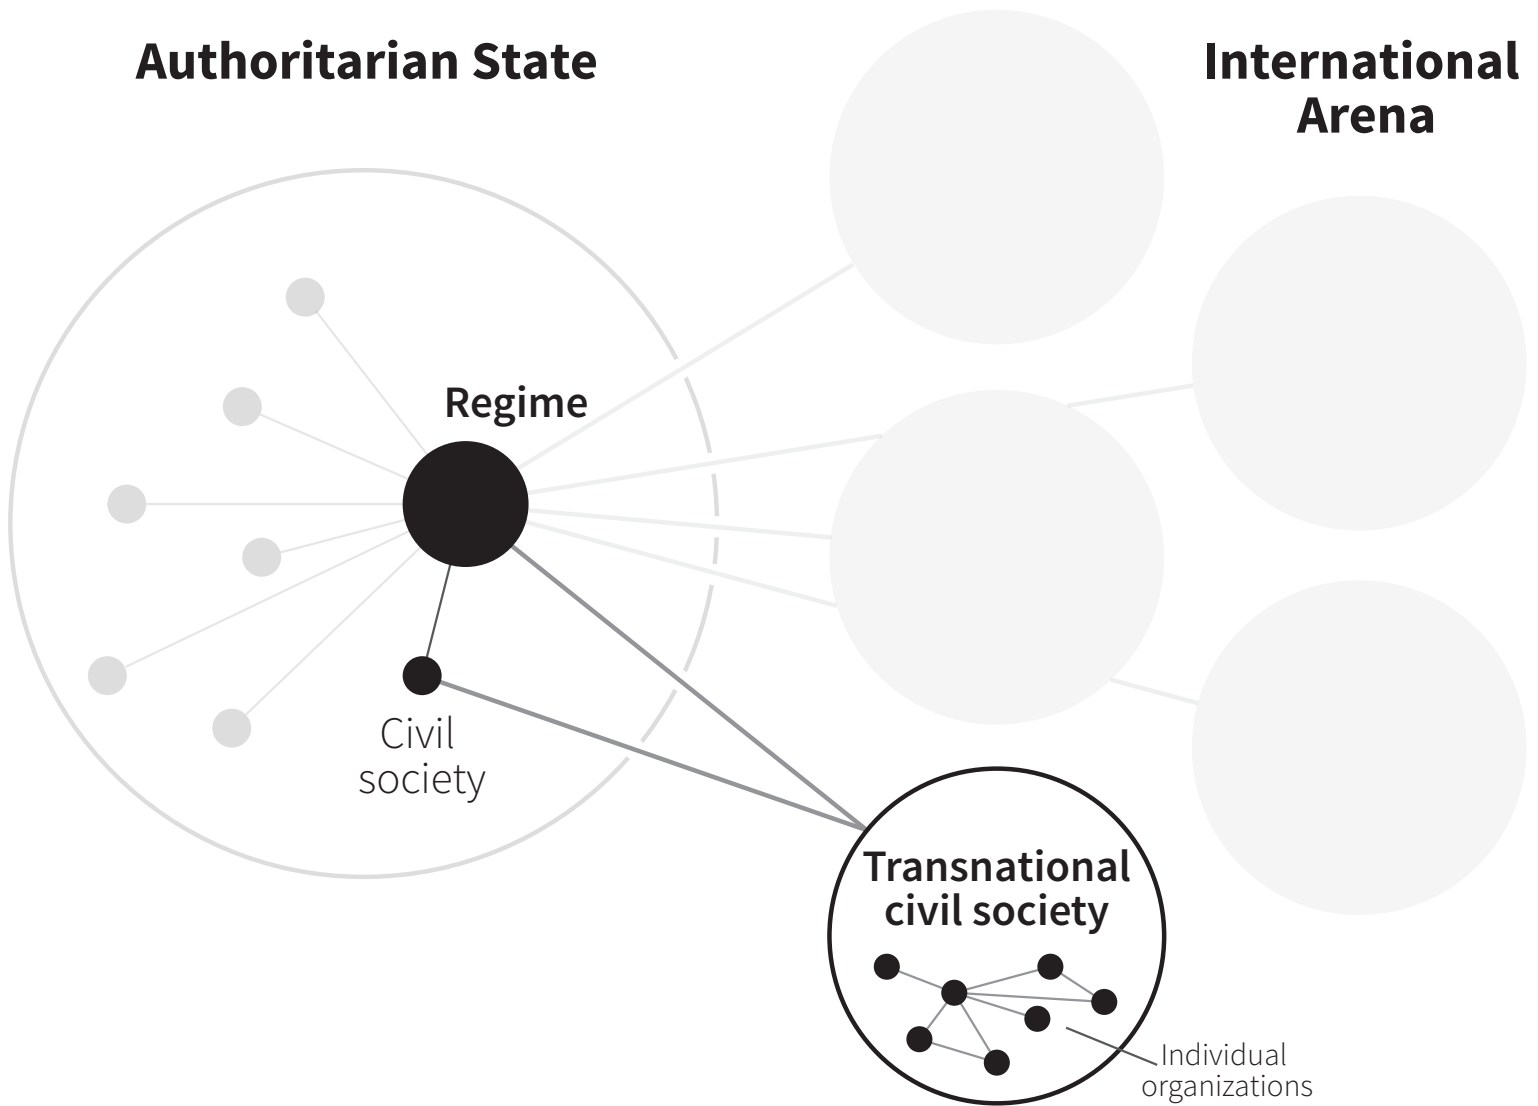 Authoritarian State
International
Arena
Regime
Civil
society
Transnational
civil society
Individual
organizations